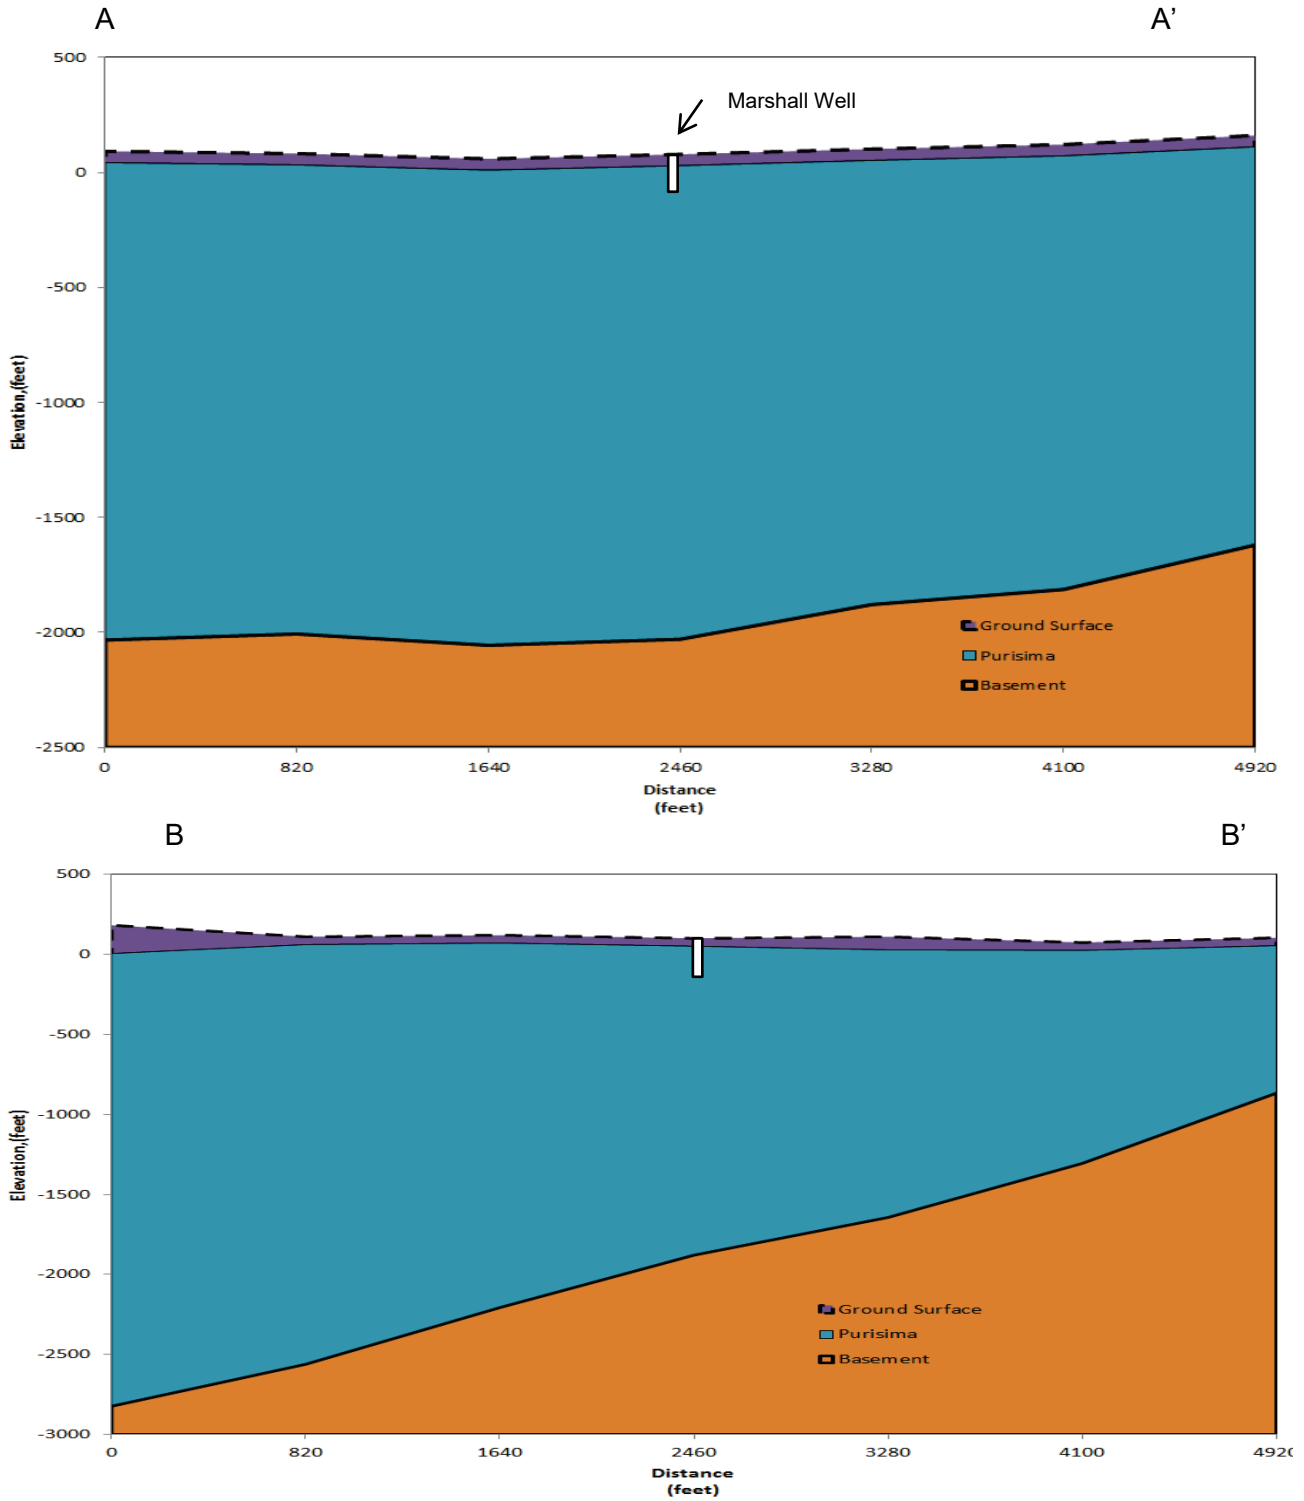 A A’
500
Marshall Well
0
-500
-1000
Elevation,(feet)
-1500
-2000
Ground Surface
Purisima
Basement
-2500
0 820 1640 2460 3280 4100 4920
Distance
(feet)
B B’
500
0
-500
-1000
Elevation,(feet)
-1500
-2000
Ground Surface
Purisima
-2500
Basement
-3000
0 820 1640 2460 3280 4100 4920
Distance
(feet)